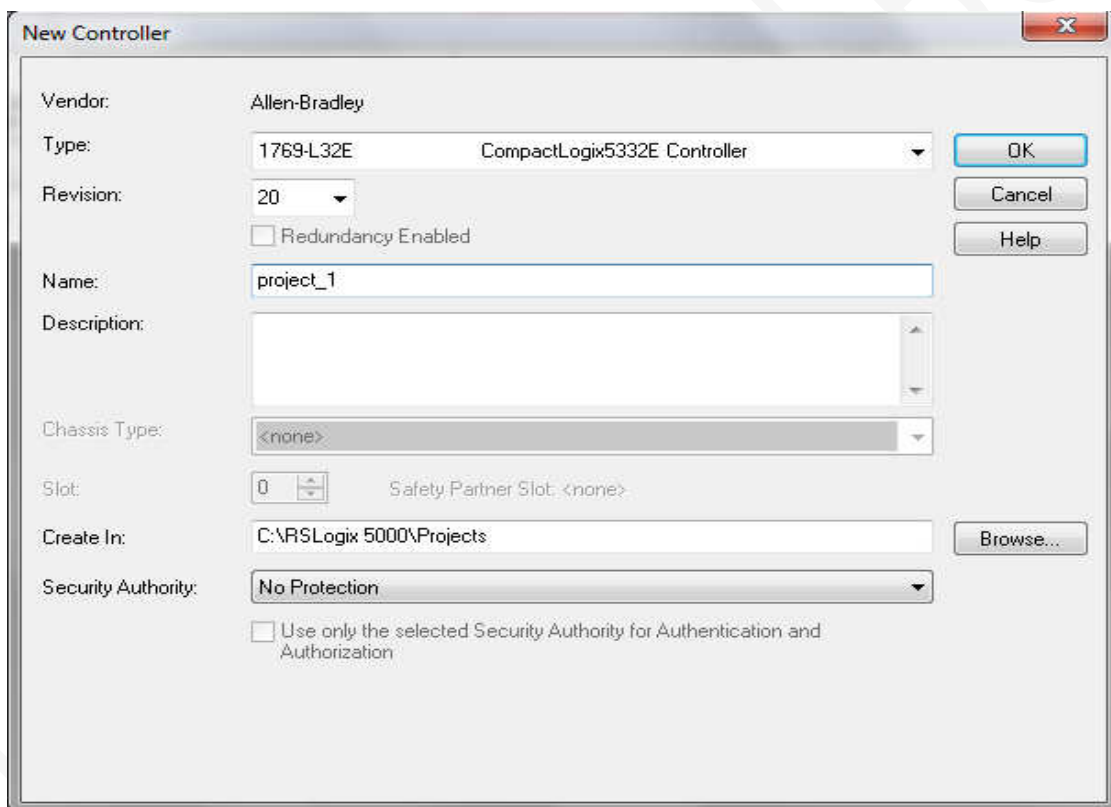 New Controller
Vendor: Allen-Bradley
Type: 1769-L32E CompactLogix5332E Controller OK
Revision: 20 Cancel
Redundancy Enabled Help
Name: project_1
Description:
Chassis Type: <none>
Slot: 0 Safety Partner Slot: <none>
Create In: C:\RSLogix 5000\Projects Browse...
Security Authority: No Protection
Use only the selected Security Authority for Authentication and
Authorization